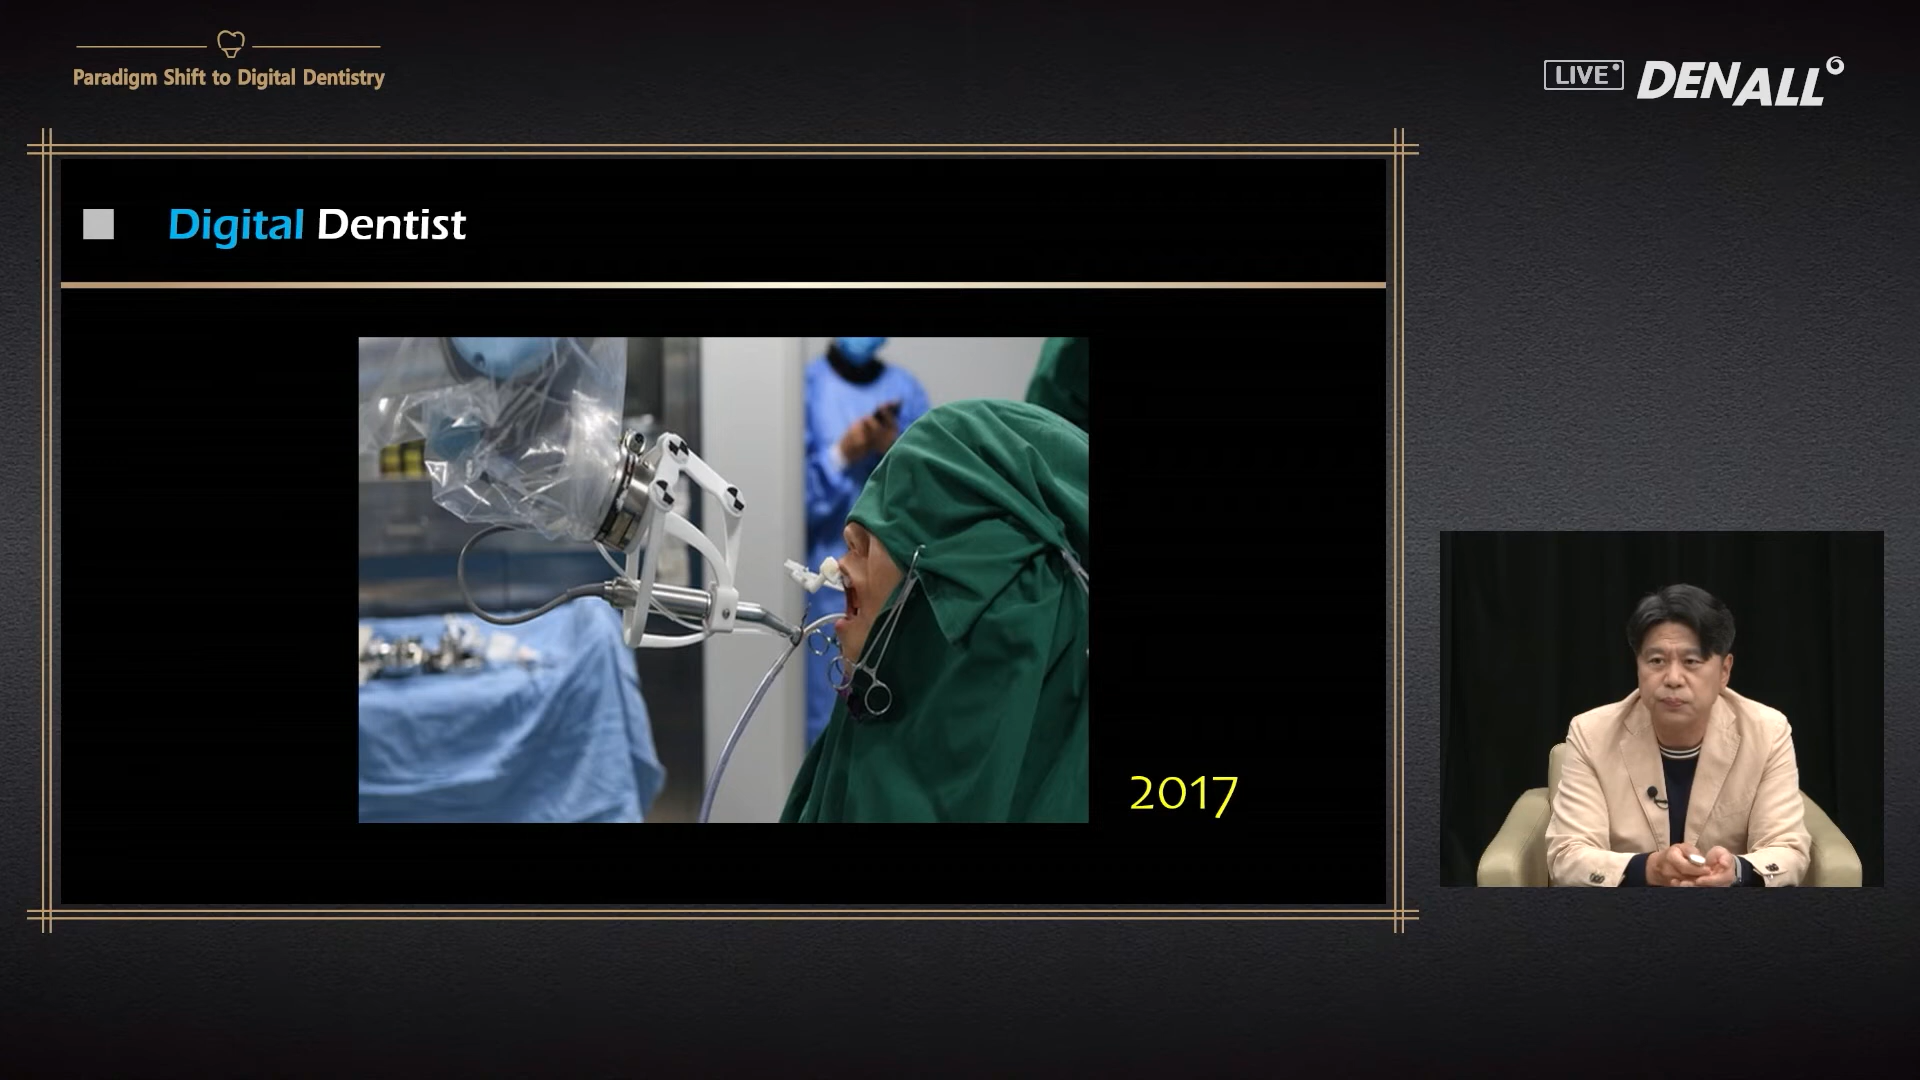 Paradigm Shift to Digital Dentistry
LIVE DENALL
Digital Dentist
2017